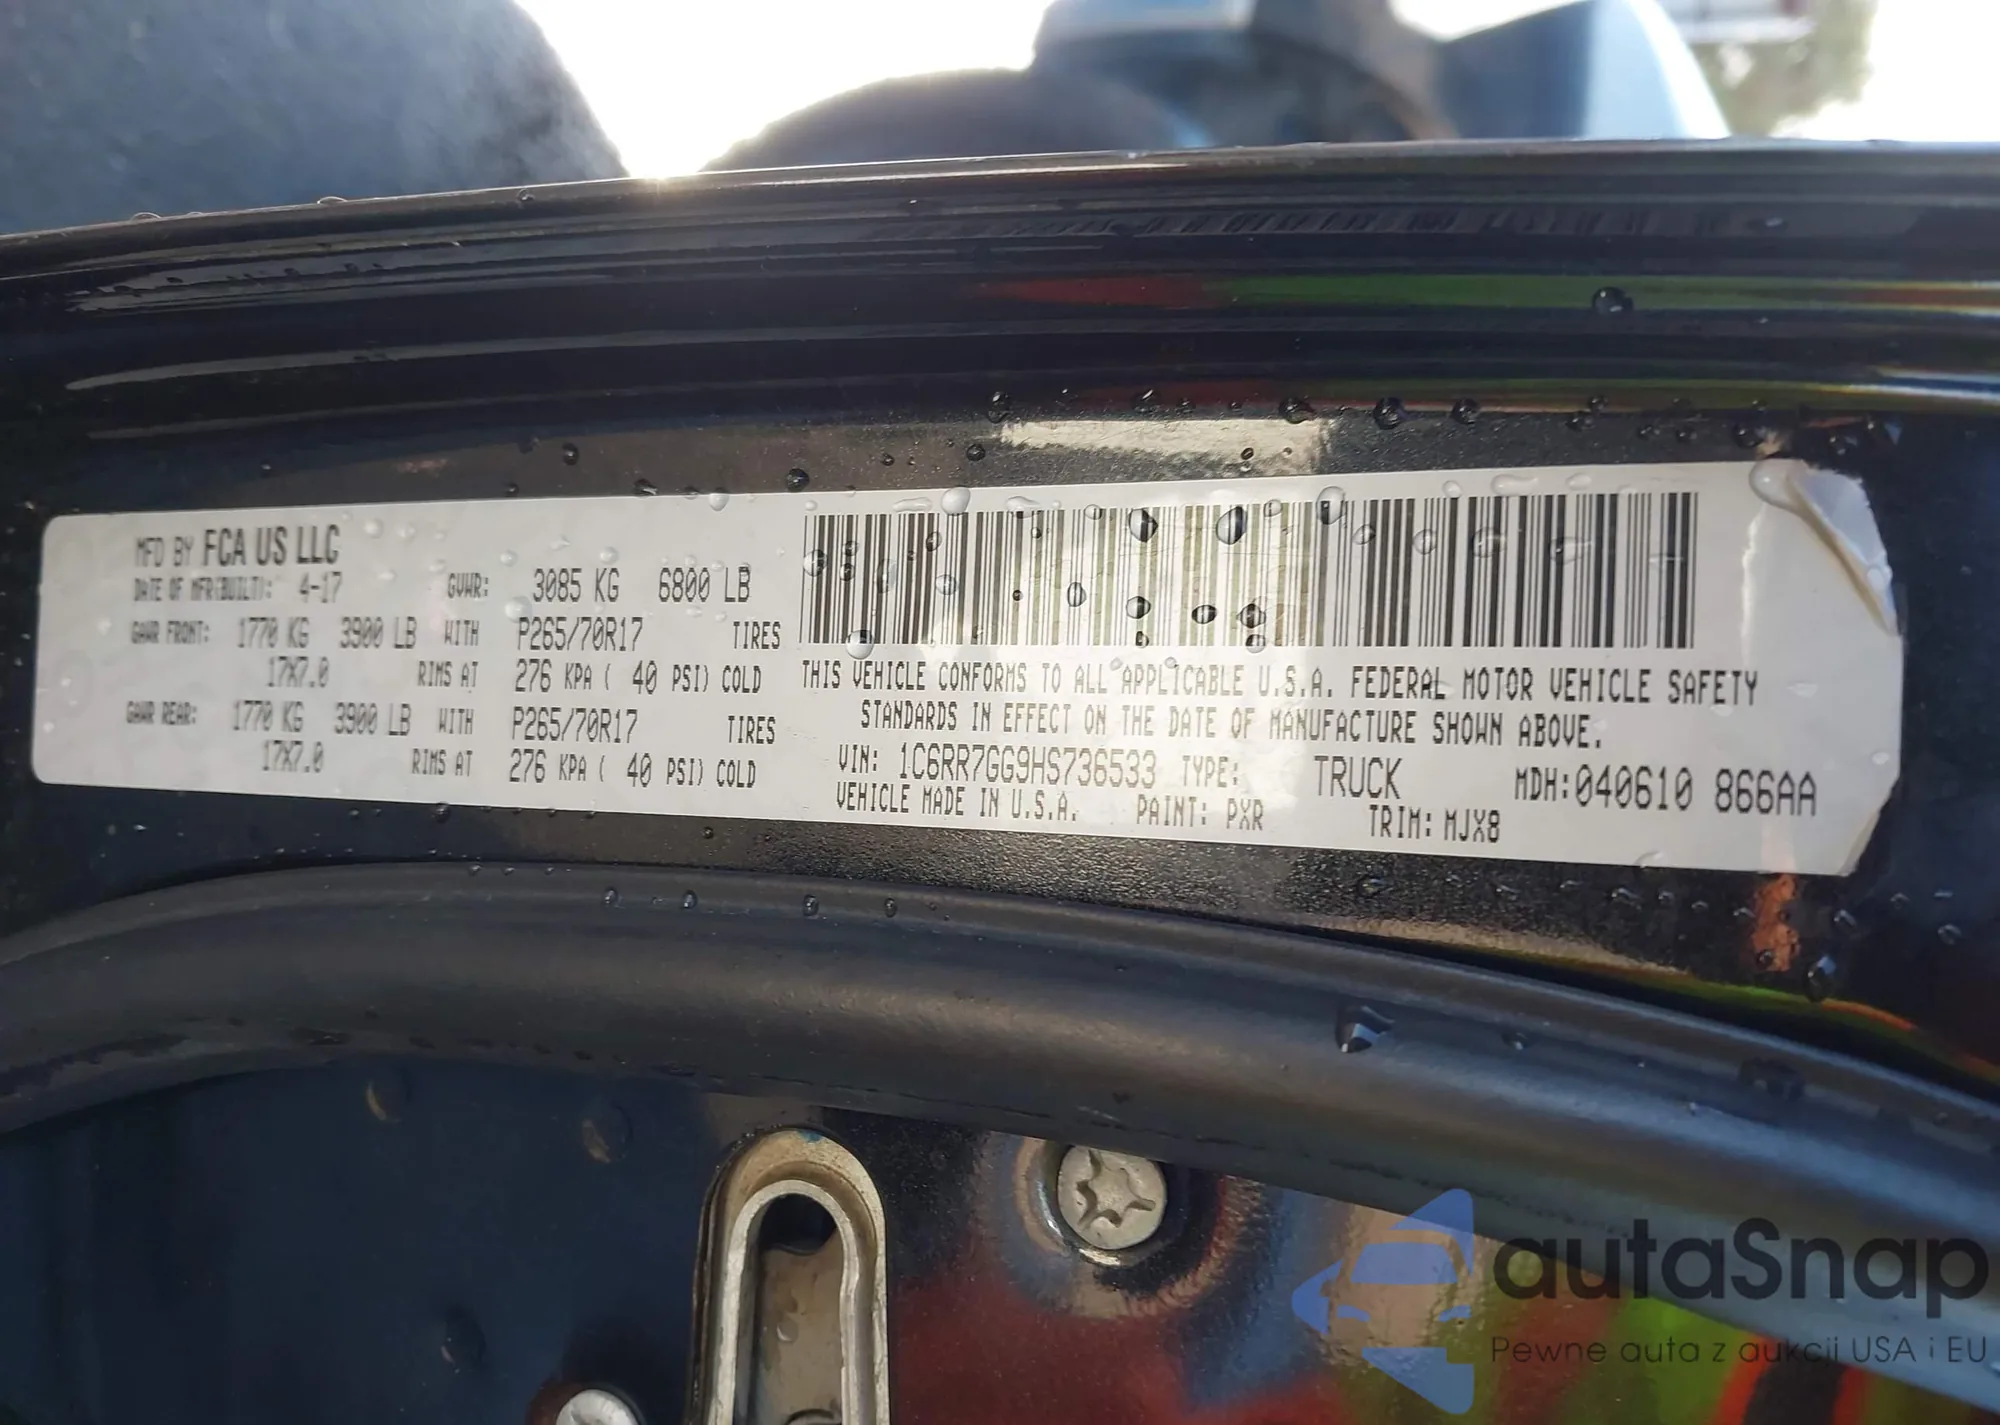 MFD BY FCA US LLC
DATE OF MFR(BUILT): 4-17 GVWR: 3085 KG 6800 LB
GAWR FRONT: 1770 KG 3900 LB WITH P265/70R17 TIRES
17X7.0 RIMS AT 276 KPA ( 40 PSI) COLD
GAWR REAR: 1770 KG 3900 LB WITH P265/70R17 TIRES
17X7.0 RIMS AT 276 KPA ( 40 PSI) COLD
THIS VEHICLE CONFORMS TO ALL APPLICABLE U.S.A. FEDERAL MOTOR VEHICLE SAFETY
STANDARDS IN EFFECT ON THE DATE OF MANUFACTURE SHOWN ABOVE.
VIN: 1C6RR7GG9HS736533 TYPE: TRUCK MDH:040610 866AA
VEHICLE MADE IN U.S.A. PAINT: PXR TRIM: MJX8
autaSnap
Pewne auta z aukcji USA i EU